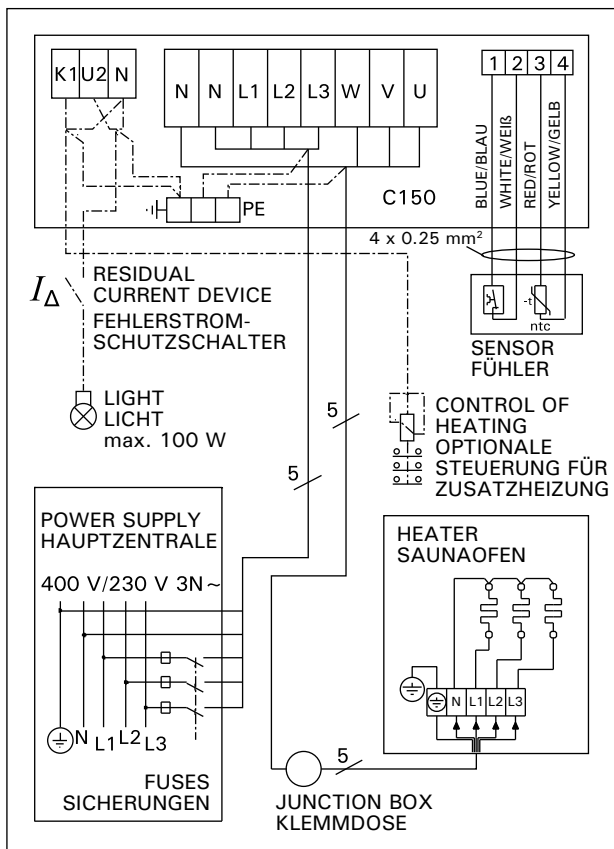 K1 U2 N
N N L1 L2 L3 W V U
1 2 3 4
BLUE/BLAU
WHITE/WEIß
RED/ROT
YELLOW/GELB
PE
C150
4 x 0.25 mm²
I∆
RESIDUAL
CURRENT DEVICE
FEHLERSTROM-
SCHUTZSCHALTER
-t
ntc
SENSOR
FÜHLER
LIGHT
LICHT
max. 100 W
5
5
CONTROL OF
HEATING
OPTIONALE
STEUERUNG FÜR
ZUSATZHEIZUNG
POWER SUPPLY
HAUPTZENTRALE
400 V/230 V 3N~
N L1 L2 L3
FUSES
SICHERUNGEN
HEATER
SAUNAOFEN
N L1 L2 L3
5
JUNCTION BOX
KLEMMDOSE